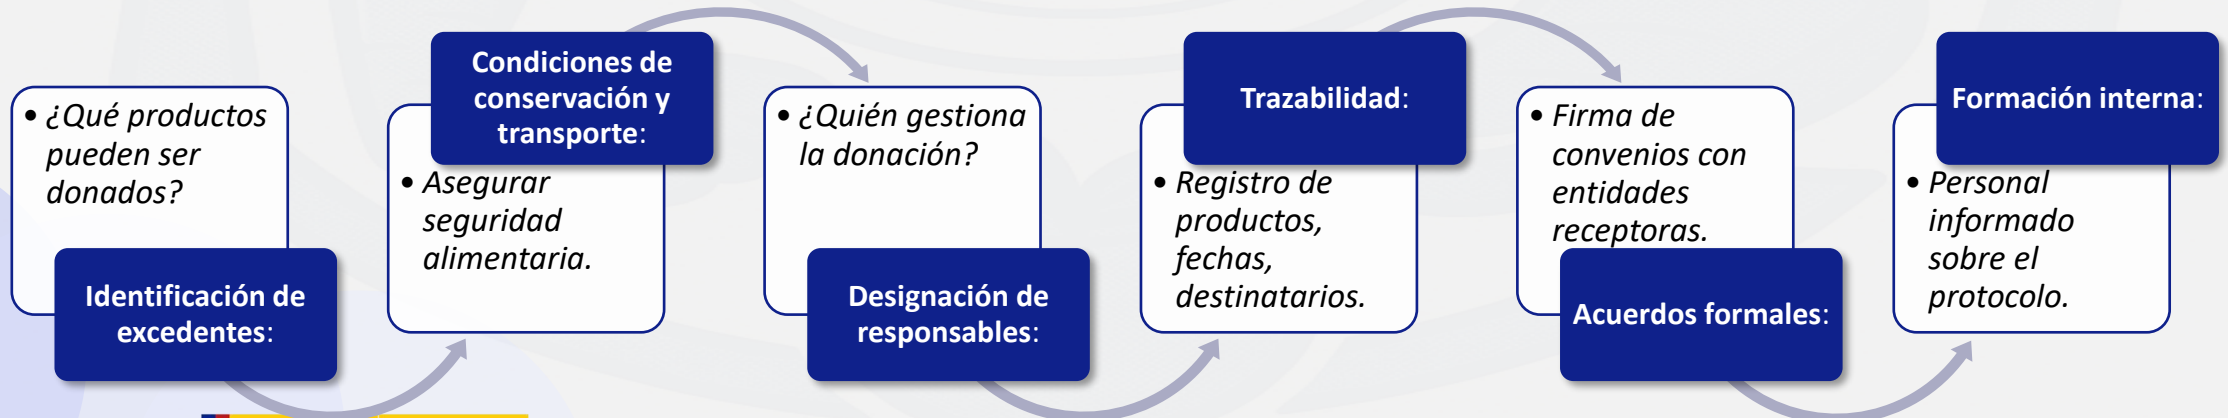 • ¿Qué productos
pueden ser
donados?
Identificación de
excedentes:
Condiciones de
conservación y
transporte:
• Asegurar
seguridad
alimentaria.
• ¿Quién gestiona
la donación?
Designación de
responsables:
Trazabilidad:
• Registro de
productos,
fechas,
destinatarios.
• Firma de
convenios con
entidades
receptoras.
Acuerdos formales:
Formación interna:
• Personal
informado
sobre el
protocolo.